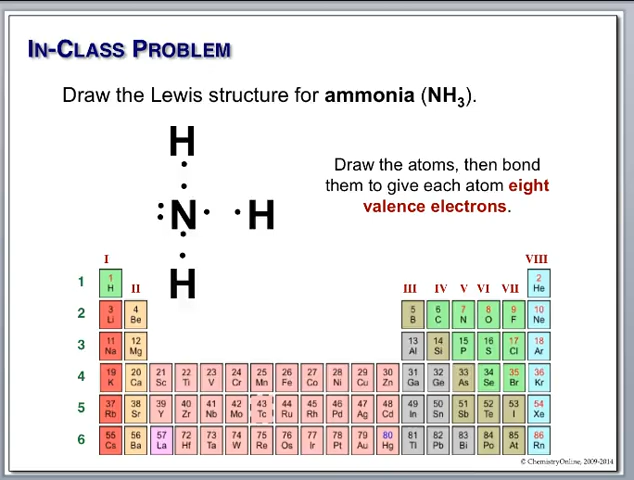 IN-CLASS PROBLEM
Draw the Lewis structure for ammonia (NH3).
H
:N· ·H
H
Draw the atoms, then bond
them to give each atom eight
valence electrons.
I II III IV V VI VII VIII
1 1 H 2 He
2 3 Li 4 Be 5 B 6 C 7 N 8 O 9 F 10 Ne
3 11 Na 12 Mg 13 Al 14 Si 15 P 16 S 17 Cl 18 Ar
4 19 K 20 Ca 21 Sc 22 Ti 23 V 24 Cr 25 Mn 26 Fe 27 Co 28 Ni 29 Cu 30 Zn 31 Ga 32 Ge 33 As 34 Se 35 Br 36 Kr
5 37 Rb 38 Sr 39 Y 40 Zr 41 Nb 42 Mo 43 Tc 44 Ru 45 Rh 46 Pd 47 Ag 48 Cd 49 In 50 Sn 51 Sb 52 Te 53 I 54 Xe
6 55 Cs 56 Ba 57 La 72 Hf 73 Ta 74 W 75 Re 76 Os 77 Ir 78 Pt 79 Au 80 Hg 81 Tl 82 Pb 83 Bi 84 Po 85 At 86 Rn
© ChemistryOnline, 2009-2014